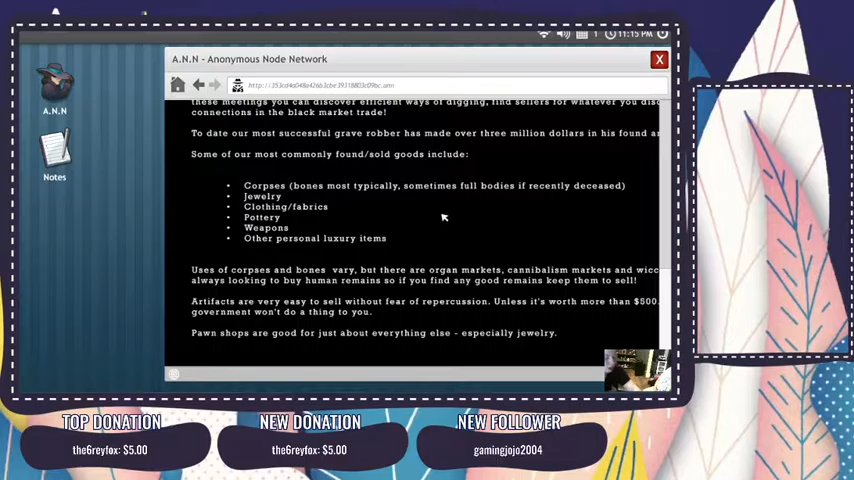 1 11:15 PM
A.N.N - Anonymous Node Network
X
A.N.N
Notes
these meetings you can discover efficient ways of digging, find sellers for whatever you disc
connections in the black market trade!
To date our most successful grave robber has made over three million dollars in his found a
Some of our most commonly found/sold goods include:
• Corpses (bones most typically, sometimes full bodies if recently deceased)
• Jewelry
• Clothing/fabrics
• Pottery
• Weapons
• Other personal luxury items
Uses of corpses and bones vary, but there are organ markets, cannibalism markets and wicc
always looking to buy human remains so if you find any good remains keep them to sell!
Artifacts are very easy to sell without fear of repercussion. Unless it's worth more than $500.
government won't do a thing to you.
Pawn shops are good for just about everything else - especially jewelry.
TOP DONATION
the6reyfox: $5.00
NEW DONATION
the6reyfox: $5.00
NEW FOLLOWER
gamingjojo2004